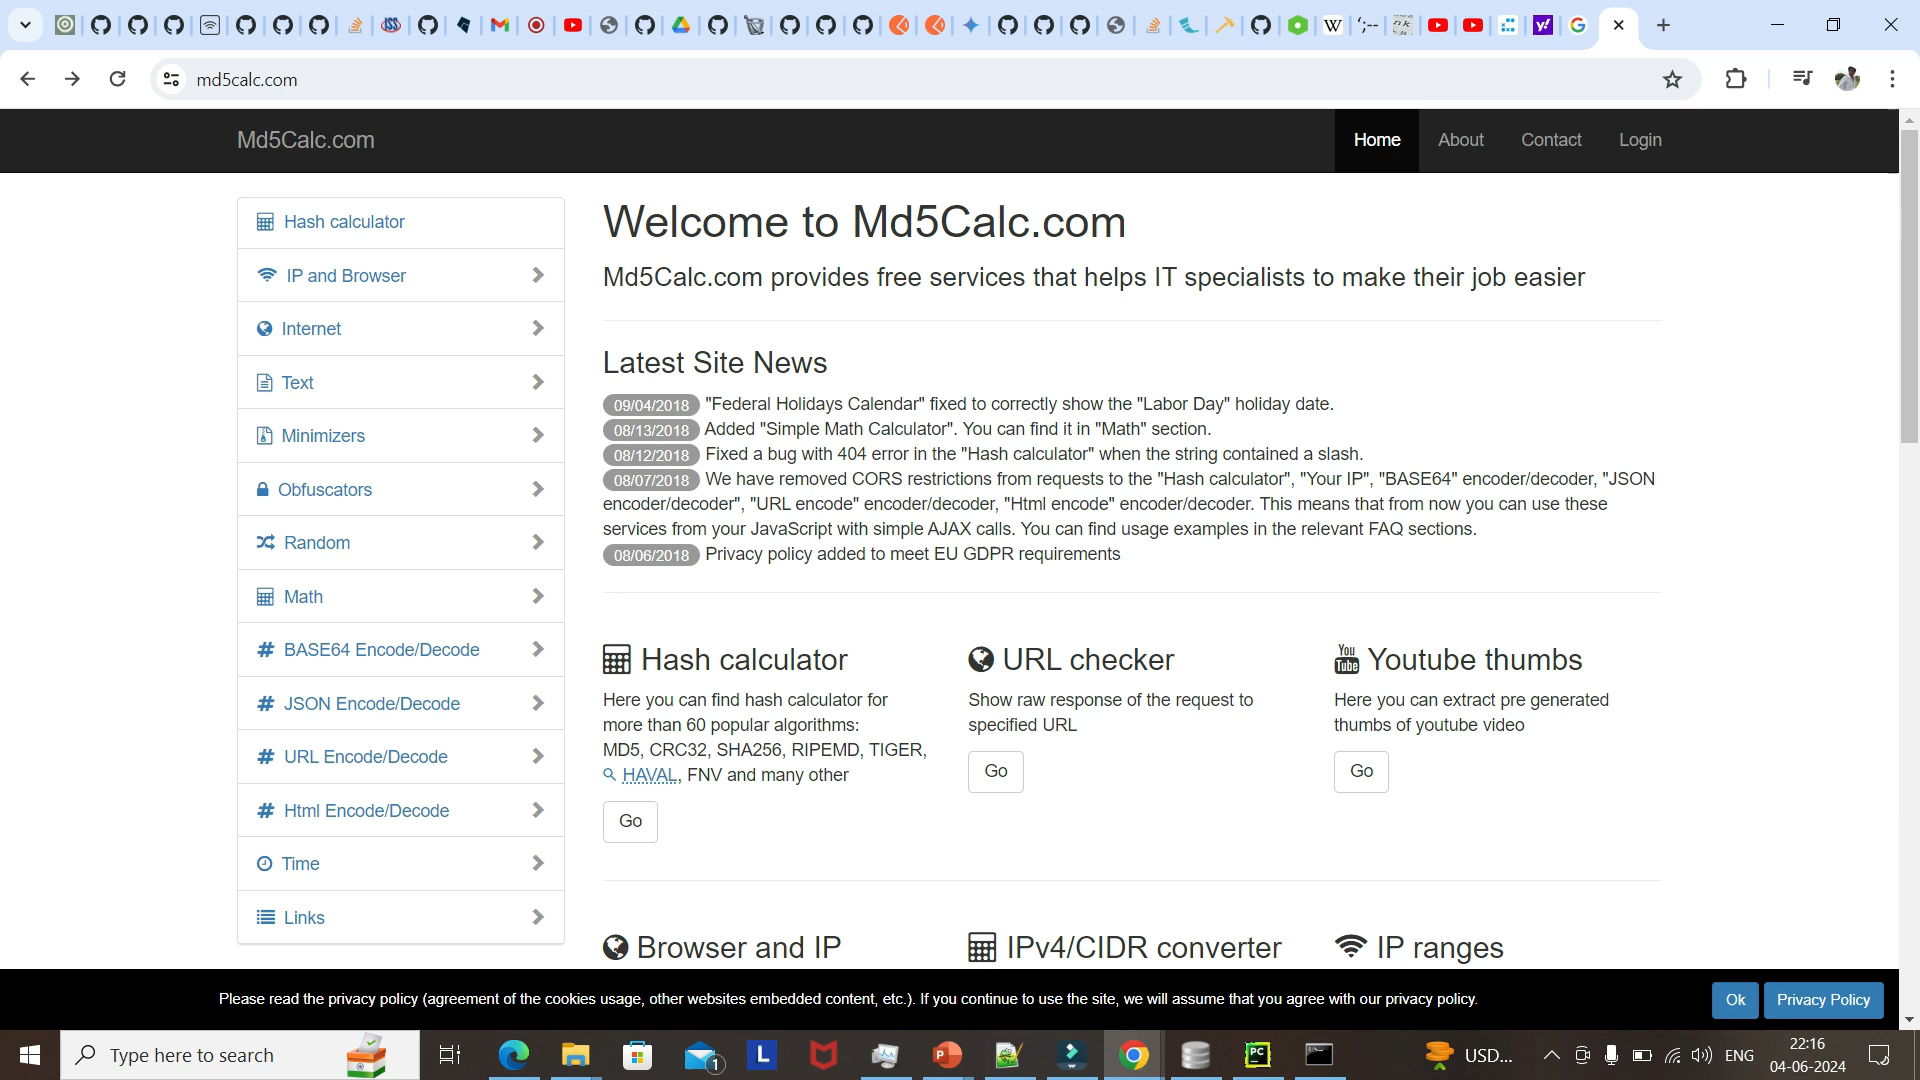 md5calc.com
Md5Calc.com
Home
About
Contact
Login
Hash calculator
IP and Browser
Internet
Text
Minimizers
Obfuscators
Random
Math
BASE64 Encode/Decode
JSON Encode/Decode
URL Encode/Decode
Html Encode/Decode
Time
Links
Welcome to Md5Calc.com
Md5Calc.com provides free services that helps IT specialists to make their job easier
Latest Site News
09/04/2018 "Federal Holidays Calendar" fixed to correctly show the "Labor Day" holiday date.
08/13/2018 Added "Simple Math Calculator". You can find it in "Math" section.
08/12/2018 Fixed a bug with 404 error in the "Hash calculator" when the string contained a slash.
08/07/2018 We have removed CORS restrictions from requests to the "Hash calculator", "Your IP", "BASE64" encoder/decoder, "JSON
encoder/decoder", "URL encode" encoder/decoder, "Html encode" encoder/decoder. This means that from now you can use these
services from your JavaScript with simple AJAX calls. You can find usage examples in the relevant FAQ sections.
08/06/2018 Privacy policy added to meet EU GDPR requirements
Hash calculator
Here you can find hash calculator for
more than 60 popular algorithms:
MD5, CRC32, SHA256, RIPEMD, TIGER,
HAVAL, FNV and many other
Go
URL checker
Show raw response of the request to
specified URL
Go
You
Tube
Youtube thumbs
Here you can extract pre generated
thumbs of youtube video
Go
Browser and IP
IPv4/CIDR converter
IP ranges
Please read the privacy policy (agreement of the cookies usage, other websites embedded content, etc.). If you continue to use the site, we will assume that you agree with our privacy policy.
Ok
Privacy Policy
Type here to search
1
L
P
PC
USD...
ENG
22:16
04-06-2024